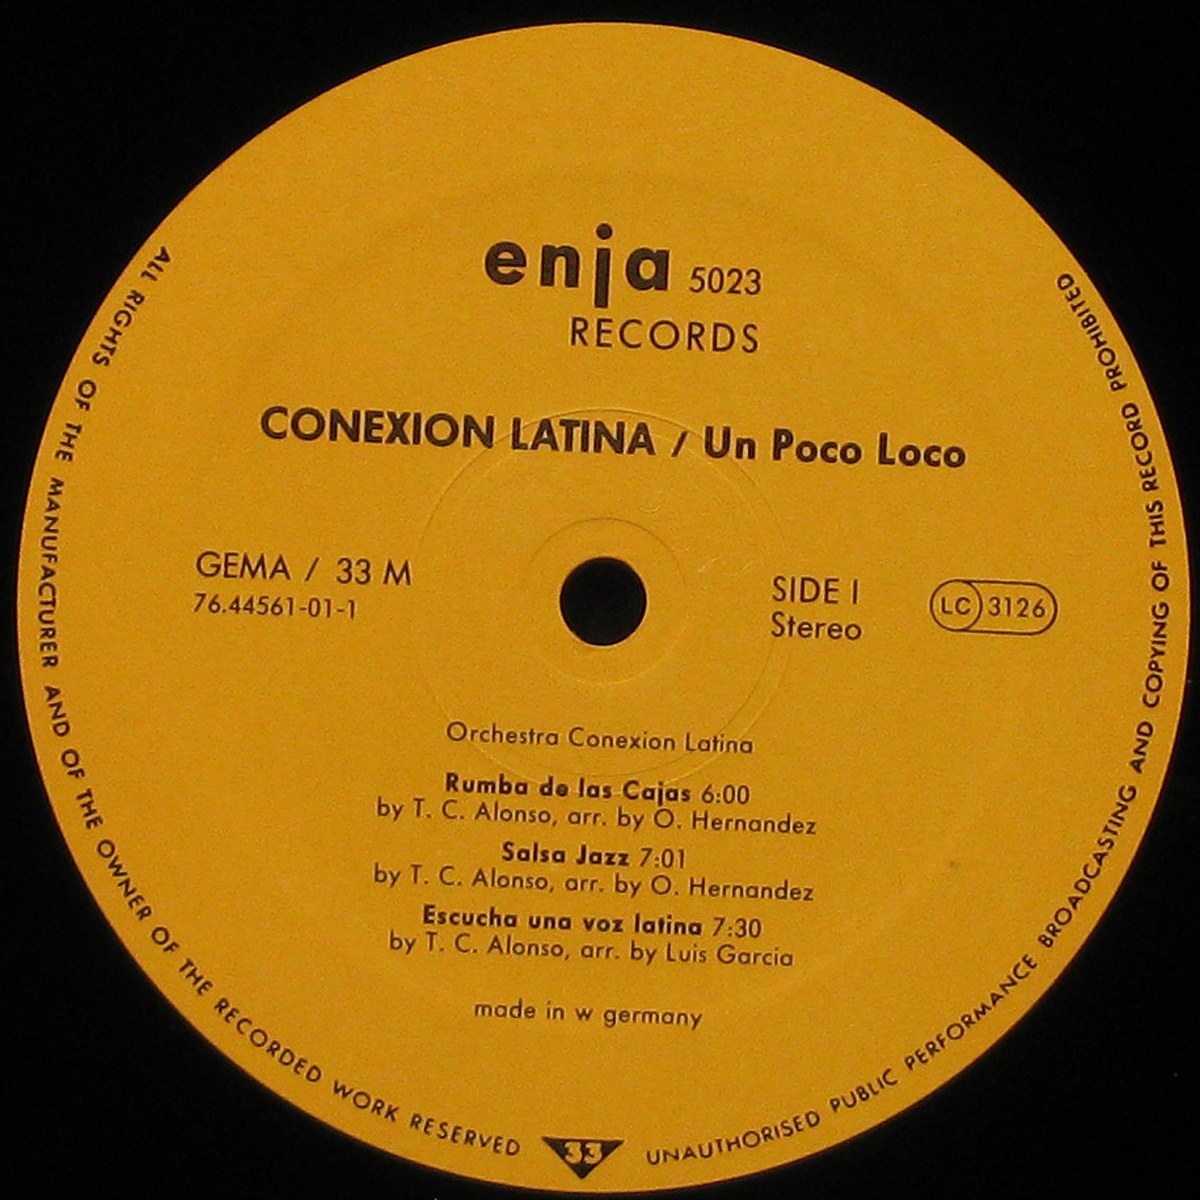 enja 5023
RECORDS
CONEXION LATINA / Un Poco Loco
GEMA / 33 M
76.44561-01-1
SIDE I
Stereo
LC 3126
Orchestra Conexion Latina
Rumba de las Cajas 6:00
by T. C. Alonso, arr. by O. Hernandez
Salsa Jazz 7:01
by T. C. Alonso, arr. by O. Hernandez
Escucha una voz latina 7:30
by T. C. Alonso, arr. by Luis Garcia
made in w germany
ALL RIGHTS OF THE MANUFACTURER AND OF THE OWNER OF THE RECORDED WORK RESERVED
33
UNAUTHORISED PUBLIC PERFORMANCE BROADCASTING AND COPYING OF THIS RECORD PROHIBITED